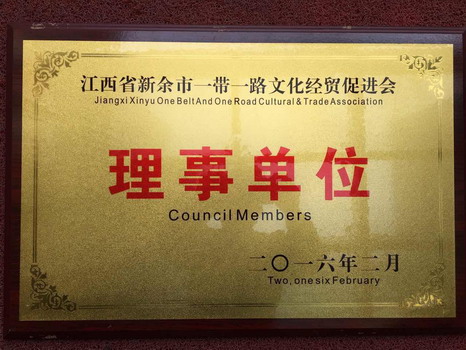 江西省新余市一带一路文化经贸促进会
Jiangxi Xinyu One Belt And One Road Cultural & Trade Association
理事单位
Council Members
二〇一六年二月
Two, one six February